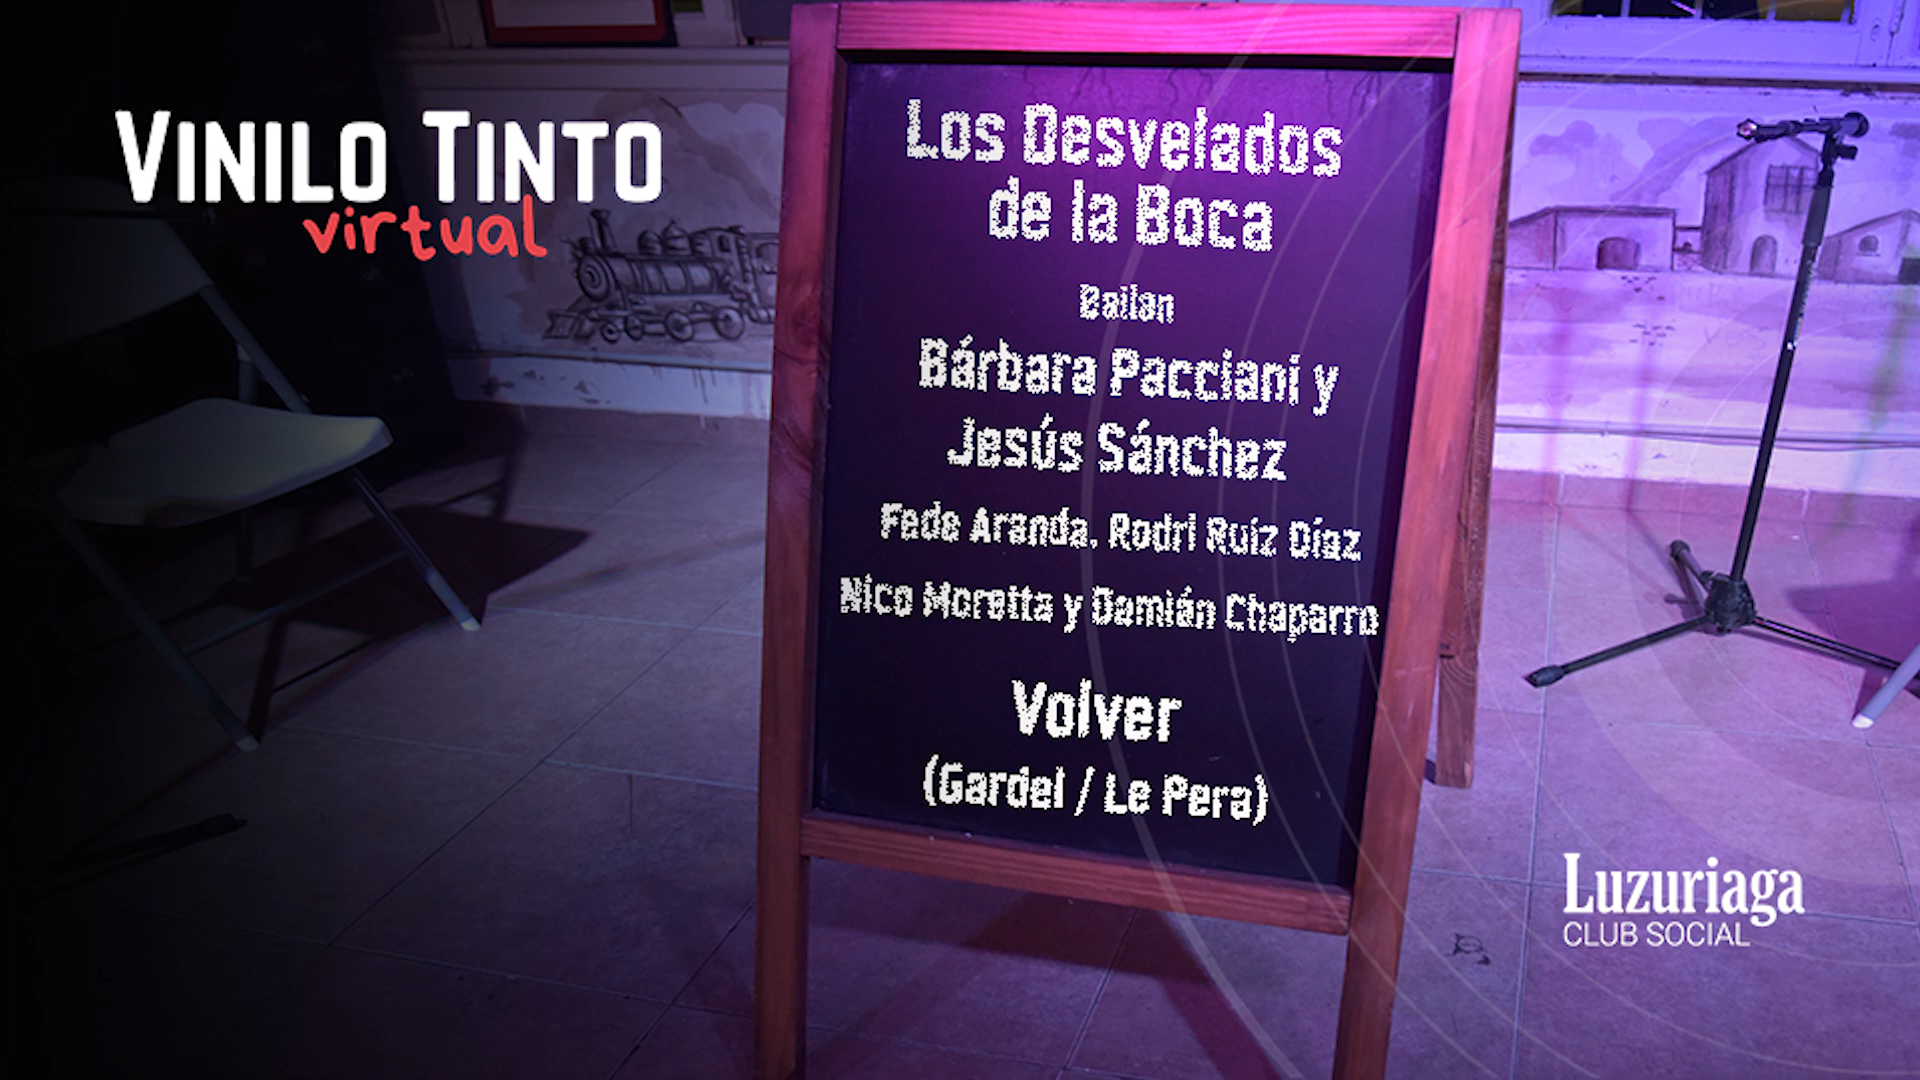 VINILO TINTO
virtual
Los Desvelados
de la Boca
Bailan
Bárbara Pacciani y
Jesús Sánchez
Fede Aranda, Rodri Ruiz Díaz
Nico Moretta y Damián Chaparro
Volver
(Gardel / Le Pera)
Luzuriaga
CLUB SOCIAL